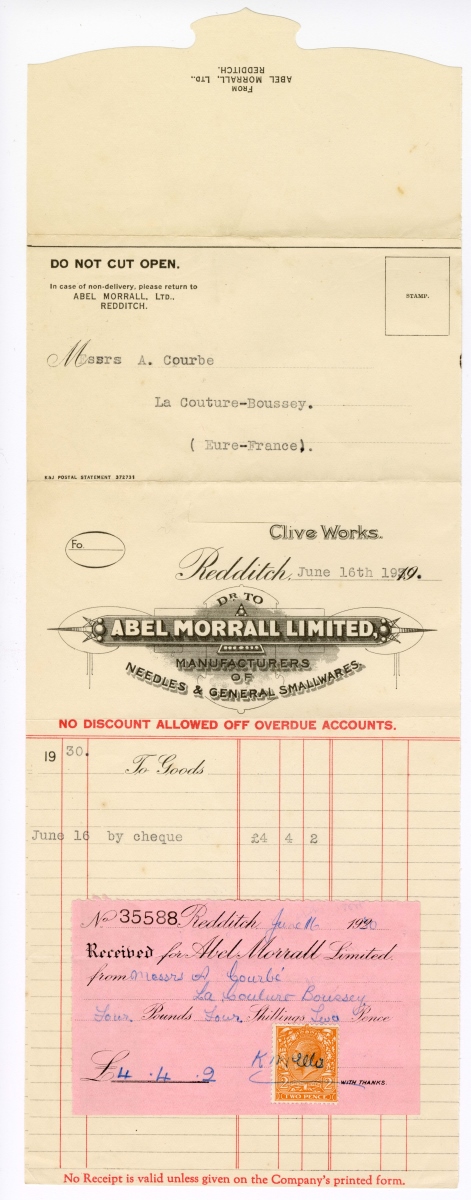 FROM
ABEL MORRALL, LTD.,
REDDITCH.
DO NOT CUT OPEN.
In case of non-delivery, please return to
ABEL MORRALL, LTD.,
REDDITCH.
STAMP.
Messrs A. Courbe
La Couture-Boussey.
( Eure-France).
E&J POSTAL STATEMENT 372731
Fo.
Clive Works.
Redditch, June 16th 19
DR TO
ABEL MORRALL LIMITED,
MANUFACTURERS
OF
NEEDLES & GENERAL SMALLWARES.
NO DISCOUNT ALLOWED OFF OVERDUE ACCOUNTS.
1930.
To Goods
June 16 by cheque £4 4 2
No 35588 Redditch, June 16 1930
Received for Abel Morrall Limited
from Messrs A Courbé
La Couture Boussey
Four Pounds Four Shillings Two Pence
£4.4.2
2 2
TWO PENCE
WITH THANKS.
No Receipt is valid unless given on the Company's printed form.